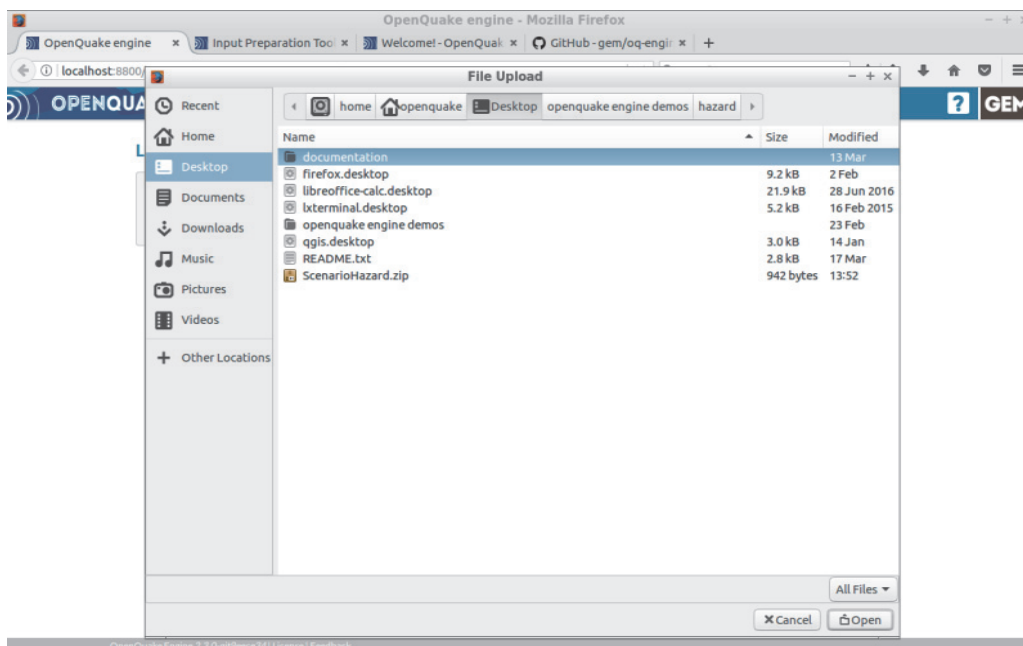 OpenQuake engine - Mozilla Firefox
OpenQuake engine Input Preparation Too Welcome! - OpenQuak GitHub - gem/oq-engin
localhost:8800/
File Upload
OPENQUA
GEM
Recent
Home
Desktop
Documents
Downloads
Music
Pictures
Videos
Other Locations
home openquake Desktop openquake engine demos hazard
Name Size Modified
documentation 13 Mar
firefox.desktop 9.2 kB 2 Feb
libreoffice-calc.desktop 21.9 kB 28 Jun 2016
lxterminal.desktop 5.2 kB 16 Feb 2015
openquake engine demos 23 Feb
qgis.desktop 3.0 kB 14 Jan
README.txt 2.8 kB 17 Mar
ScenarioHazard.zip 942 bytes 13:52
All Files
Cancel Open